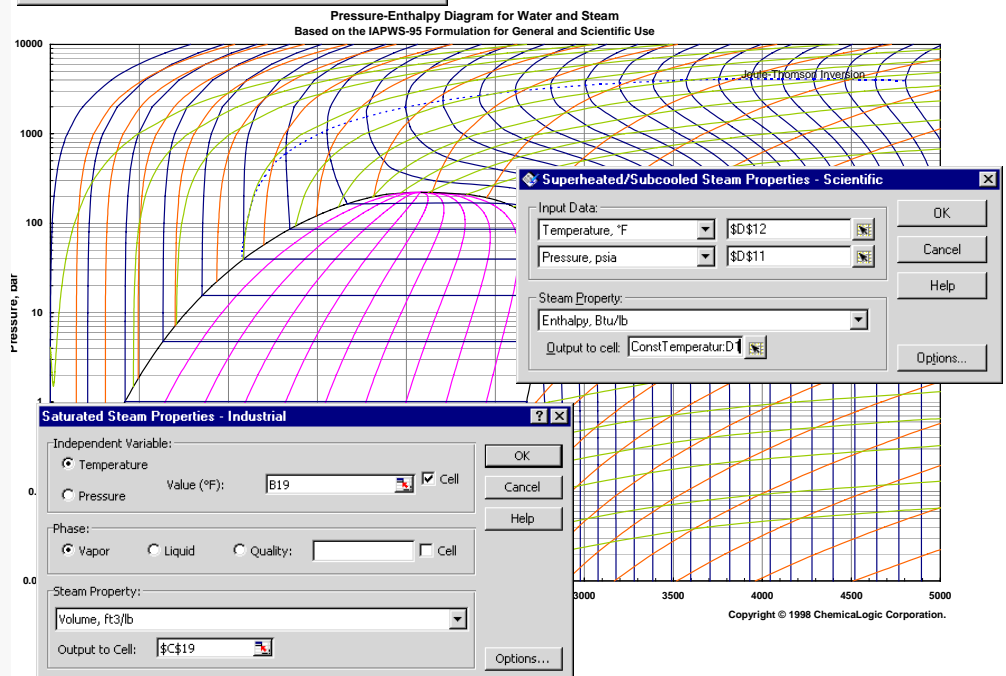 Pressure-Enthalpy Diagram for Water and Steam
Based on the IAPWS-95 Formulation for General and Scientific Use
10000
Joule-Thomson Inversion
1000
100
10
1
0.
0.0
Pressure, bar
Superheated/Subcooled Steam Properties - Scientific
Input Data:
Temperature, °F
$D$12
Pressure, psia
$D$11
OK
Cancel
Help
Steam Property:
Enthalpy, Btu/lb
Output to cell:
ConstTemperatur:D1
Options...
Saturated Steam Properties - Industrial
Independent Variable:
Temperature
Pressure
Value (°F):
B19
Cell
OK
Cancel
Help
Phase:
Vapor
Liquid
Quality:
Cell
Steam Property:
Volume, ft3/lb
Output to Cell:
$C$19
Options...
3000 3500 4000 4500 5000
Copyright © 1998 ChemicaLogic Corporation.